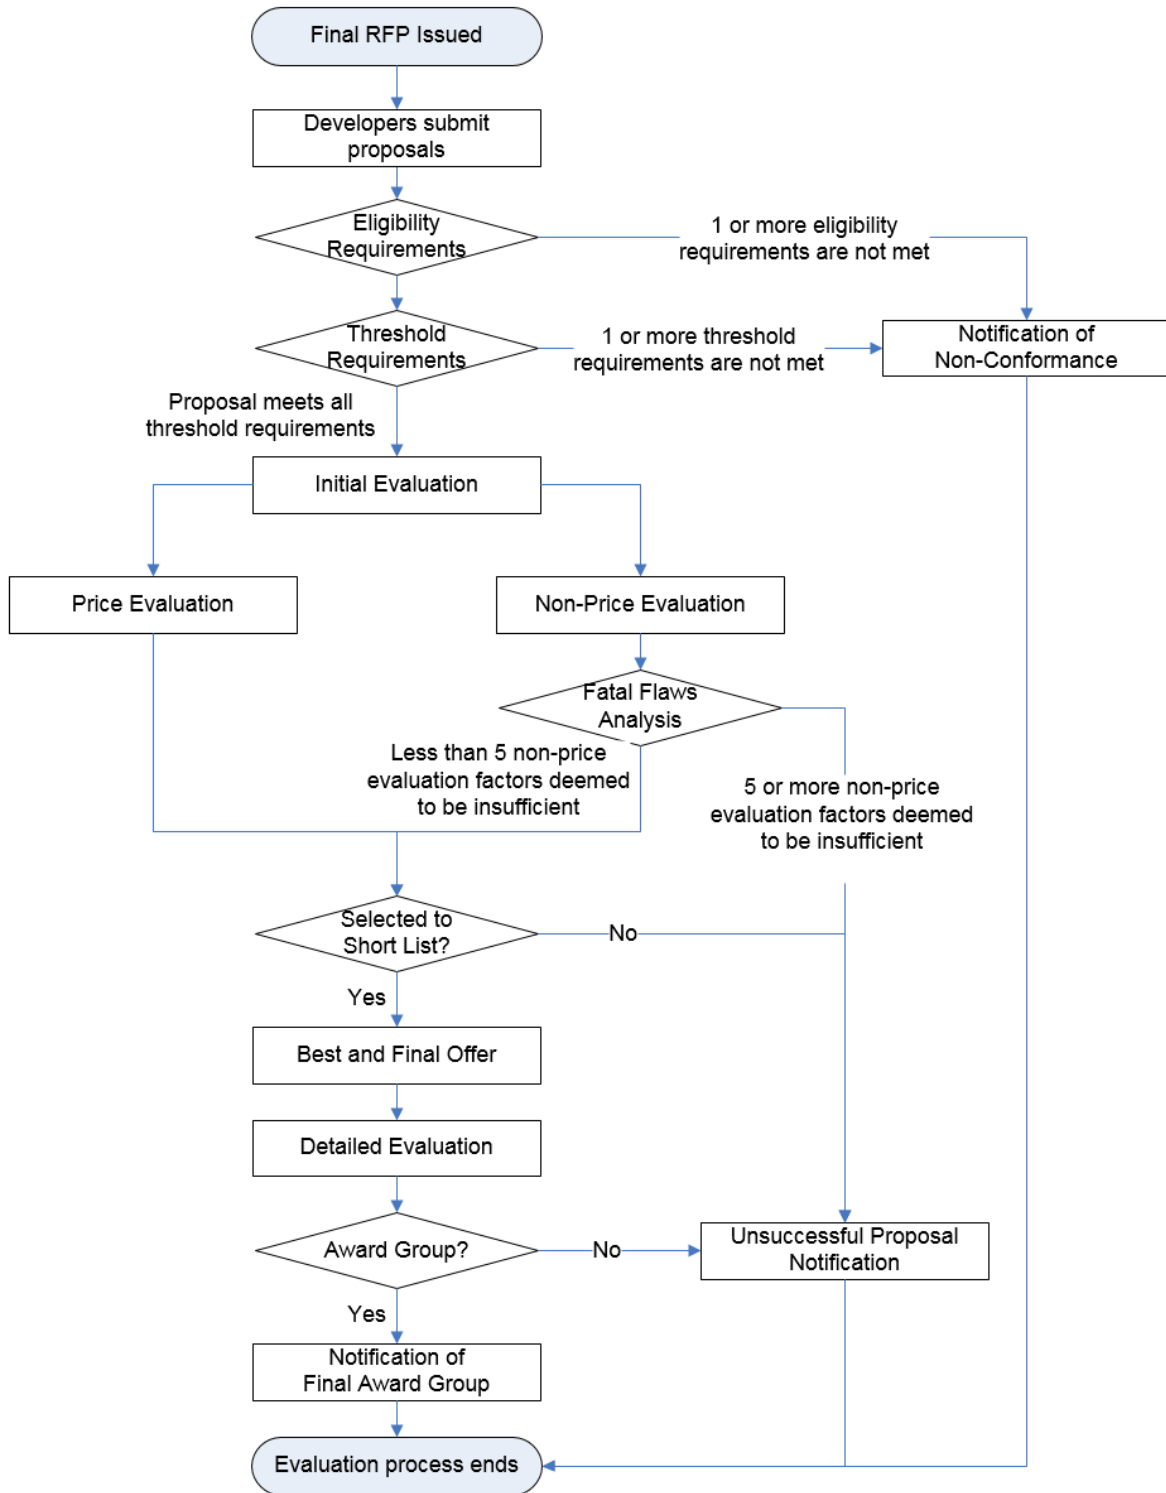 Final RFP Issued
Developers submit
proposals
Eligibility
Requirements
1 or more eligibility
requirements are not met
Threshold
Requirements
1 or more threshold
requirements are not met
Notification of
Non-Conformance
Proposal meets all
threshold requirements
Initial Evaluation
Price Evaluation
Non-Price Evaluation
Fatal Flaws
Analysis
Less than 5 non-price
evaluation factors deemed
to be insufficient
5 or more non-price
evaluation factors deemed
to be insufficient
Selected to
Short List?
No
Yes
Best and Final Offer
Detailed Evaluation
Award Group?
No
Unsuccessful Proposal
Notification
Yes
Notification of
Final Award Group
Evaluation process ends